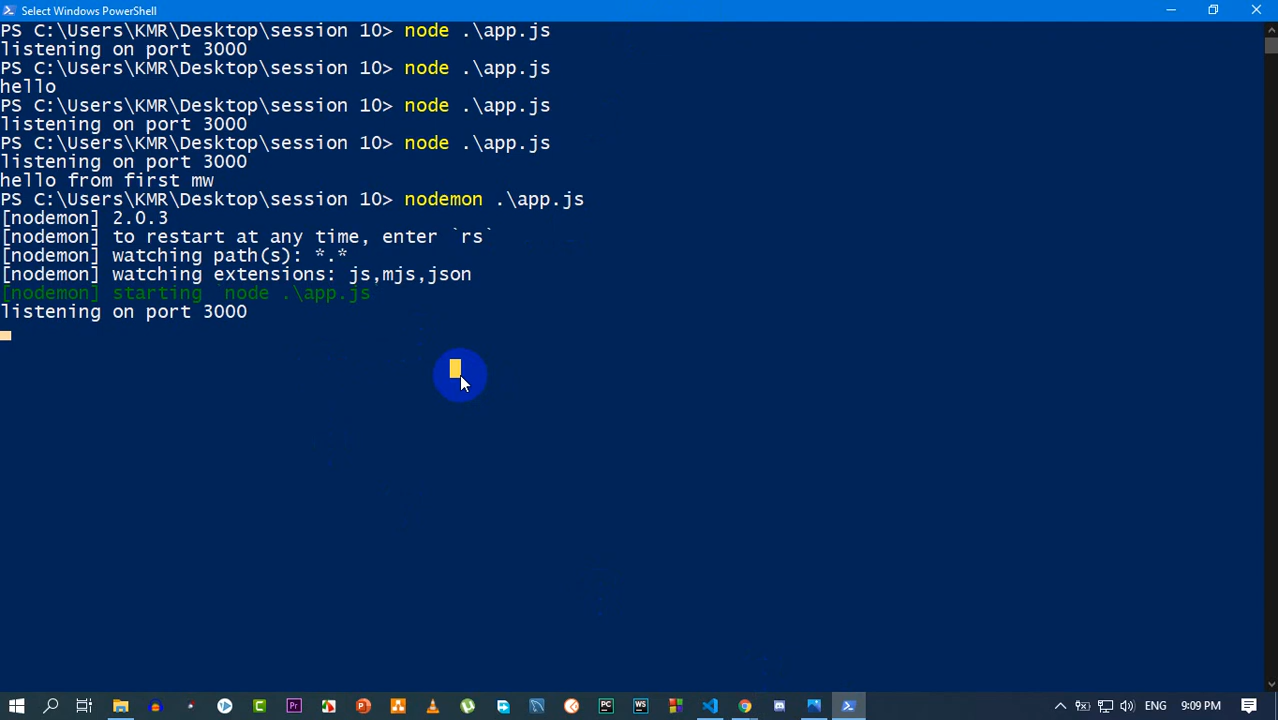 Select Windows PowerShell
PS C:\Users\KMR\Desktop\session 10> node .\app.js
listening on port 3000
PS C:\Users\KMR\Desktop\session 10> node .\app.js
hello
PS C:\Users\KMR\Desktop\session 10> node .\app.js
listening on port 3000
PS C:\Users\KMR\Desktop\session 10> node .\app.js
listening on port 3000
hello from first mw
PS C:\Users\KMR\Desktop\session 10> nodemon .\app.js
[nodemon] 2.0.3
[nodemon] to restart at any time, enter `rs`
[nodemon] watching path(s): *.*
[nodemon] watching extensions: js,mjs,json
[nodemon] starting `node .\app.js`
listening on port 3000
ENG 9:09 PM